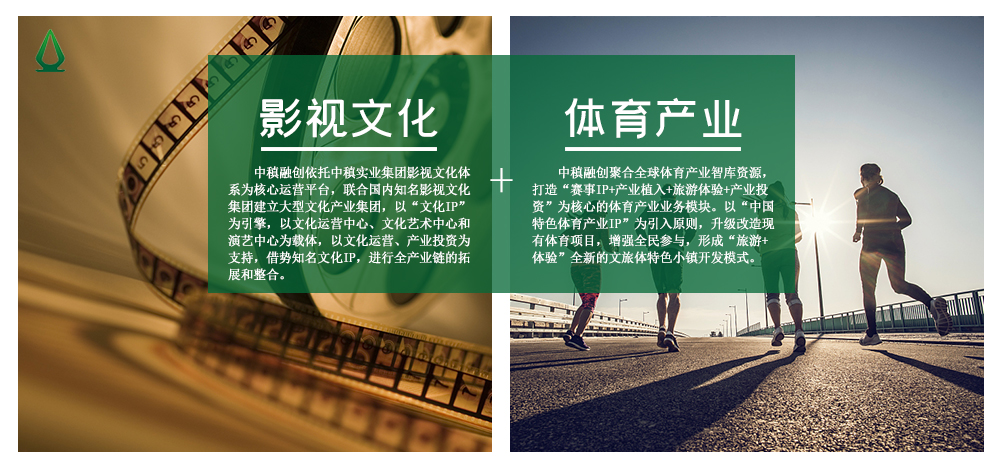 影视文化
中稹融创依托中稹实业集团影视文化体
系为核心运营平台，联合国内知名影视文化
集团建立大型文化产业集团，以“文化IP”
为引擎，以文化运营中心、文化艺术中心和
演艺中心为载体，以文化运营、产业投资为
支持，借势知名文化IP，进行全产业链的拓
展和整合。
+
体育产业
中稹融创聚合全球体育产业智库资源，
打造“赛事IP+产业植入+旅游体验+产业投
资”为核心的体育产业业务模块。以“中国
特色体育产业IP”为引入原则，升级改造现
有体育项目，增强全民参与，形成“旅游+
体验”全新的文旅体特色小镇开发模式。